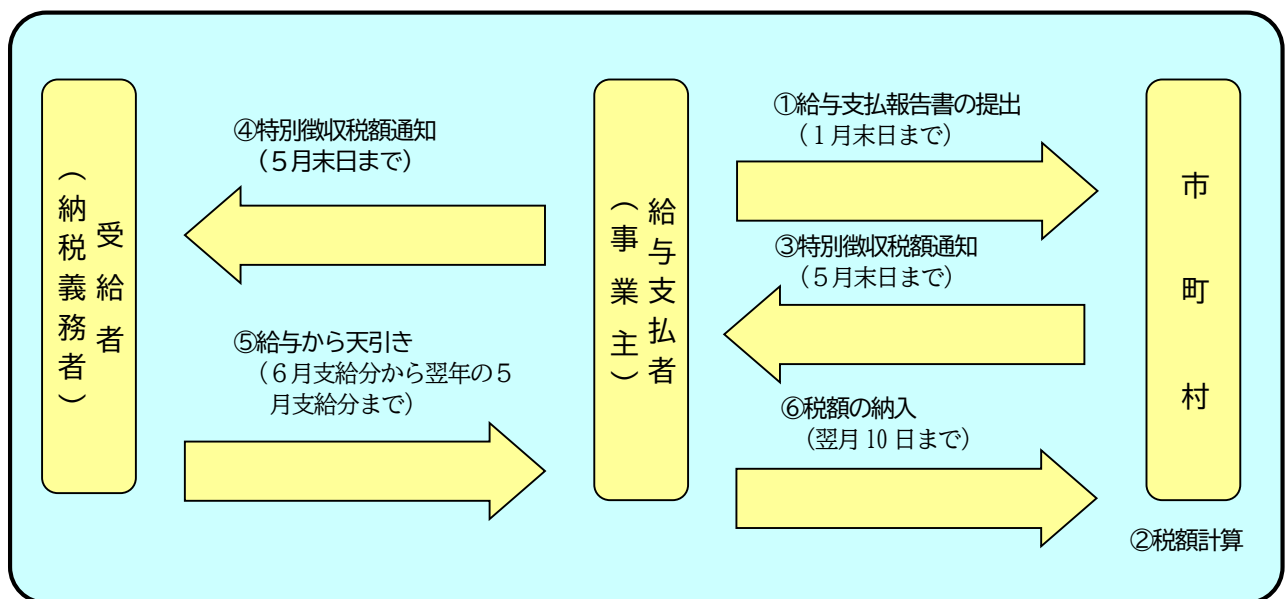 受給者
（納税義務者）
④特別徴収税額通知
（５月末日まで）
⑤給与から天引き
（６月支給分から翌年の５
月支給分まで）
給与支払者
（事業主）
①給与支払報告書の提出
（１月末日まで）
③特別徴収税額通知
（５月末日まで）
⑥税額の納入
（翌月 10 日まで）
市町村
②税額計算